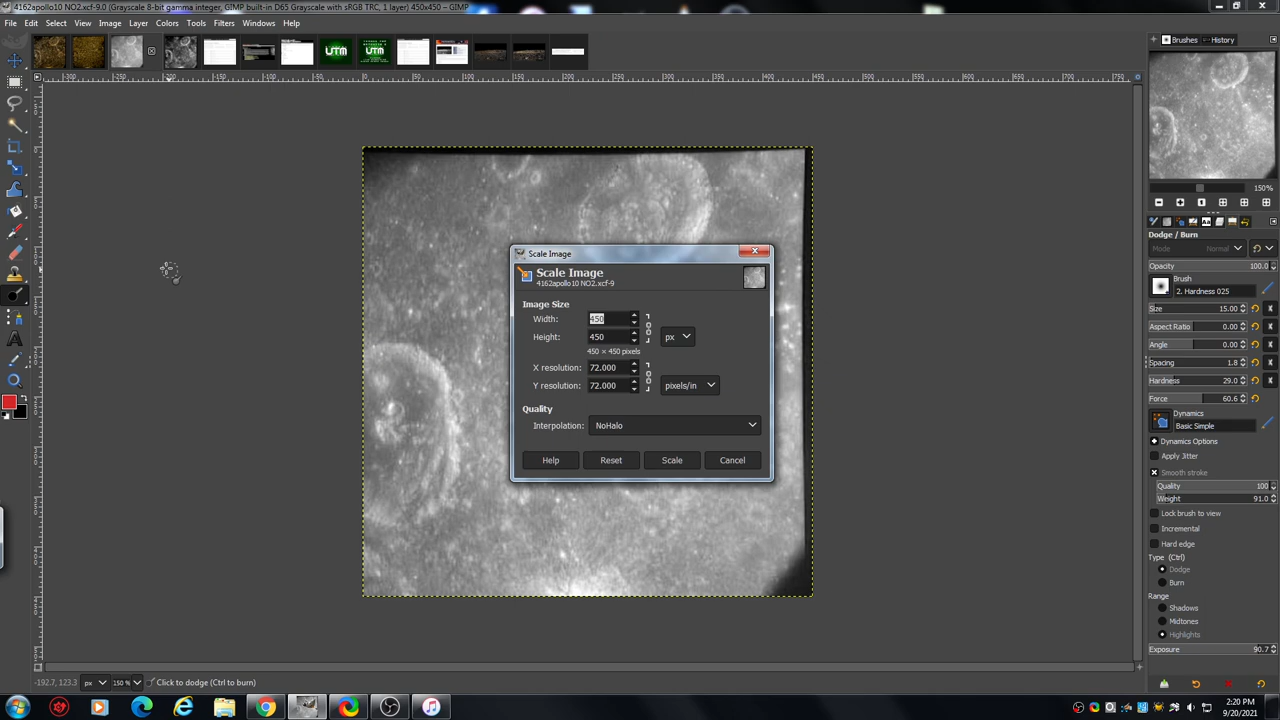 4162apollo10 NO2.xcf-9.0 (Grayscale 8-bit gamma integer, GIMP built-in D65 Grayscale with sRGB TRC, 1 layer) 450x450 – GIMP
File Edit Select View Image Layer Colors Tools Filters Windows Help
UTM
UTM
Brushes History
150%
Scale Image
Scale Image
4162apollo10 NO2.xcf-9
Image Size
Width: 450
Height: 450 px
450 × 450 pixels
X resolution: 72.000
Y resolution: 72.000 pixels/in
Quality
Interpolation: NoHalo
Help Reset Scale Cancel
Dodge / Burn
Mode Normal
Opacity 100.0
Brush
2. Hardness 025
Size 15.00
Aspect Ratio 0.00
Angle 0.00
Spacing 1.8
Hardness 29.0
Force 60.6
Dynamics
Basic Simple
Dynamics Options
Apply Jitter
Smooth stroke
Quality 100
Weight 91.0
Lock brush to view
Incremental
Hard edge
Type (Ctrl)
Dodge
Burn
Range
Shadows
Midtones
Highlights
Exposure 90.7
-192.7, 123.3 px 150 % Click to dodge (Ctrl to burn)
2:20 PM
9/20/2021